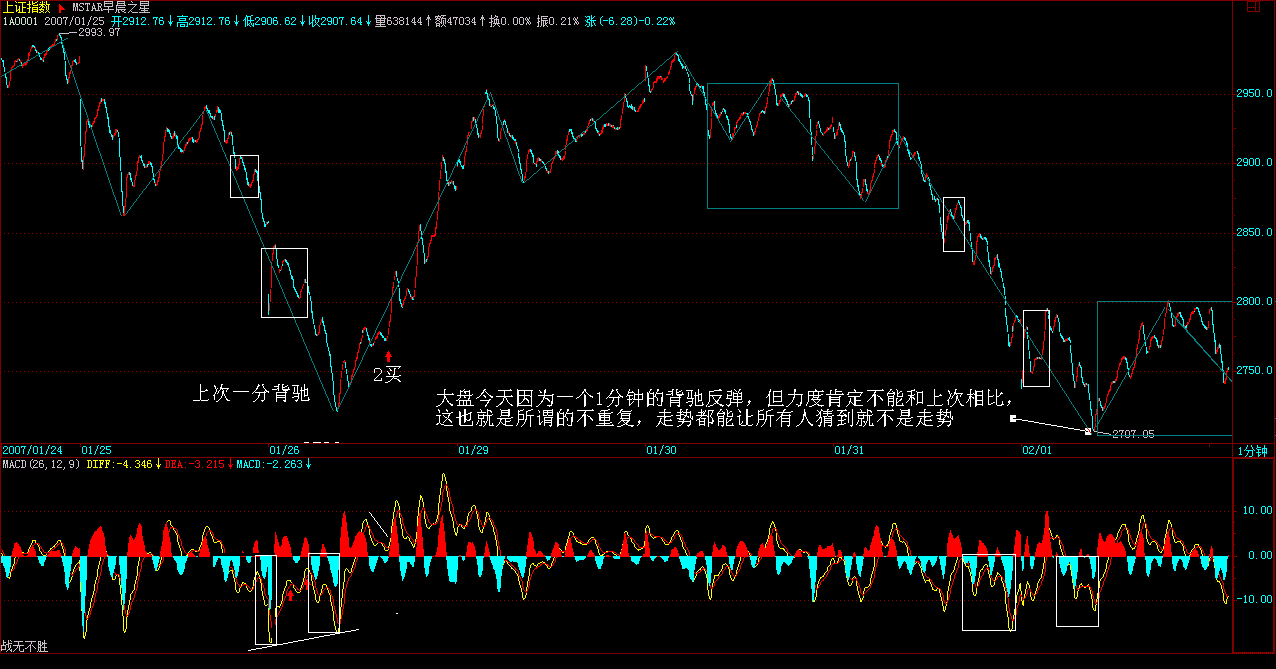 上证指数 MSTAR早晨之星
1A0001 2007/01/25 开2912.76↓高2912.76↓低2906.62↓收2907.64↓量638144↑额47034↑换0.00% 振0.21% 涨(-6.28)-0.22%
2993.97
2950.0
2900.0
2850.0
2800.0
2750.0
上次一分背驰
2买
大盘今天因为一个1分钟的背驰反弹，但力度肯定不能和上次相比，
这也就是所谓的不重复，走势都能让所有人猜到就不是走势
2707.05
2007/01/24 01/25 01/26 01/29 01/30 01/31 02/01 1分钟
MACD(26,12,9) DIFF:-4.346↓DEA:-3.215↓MACD:-2.263↓
10.00
0.00
-10.00
战无不胜